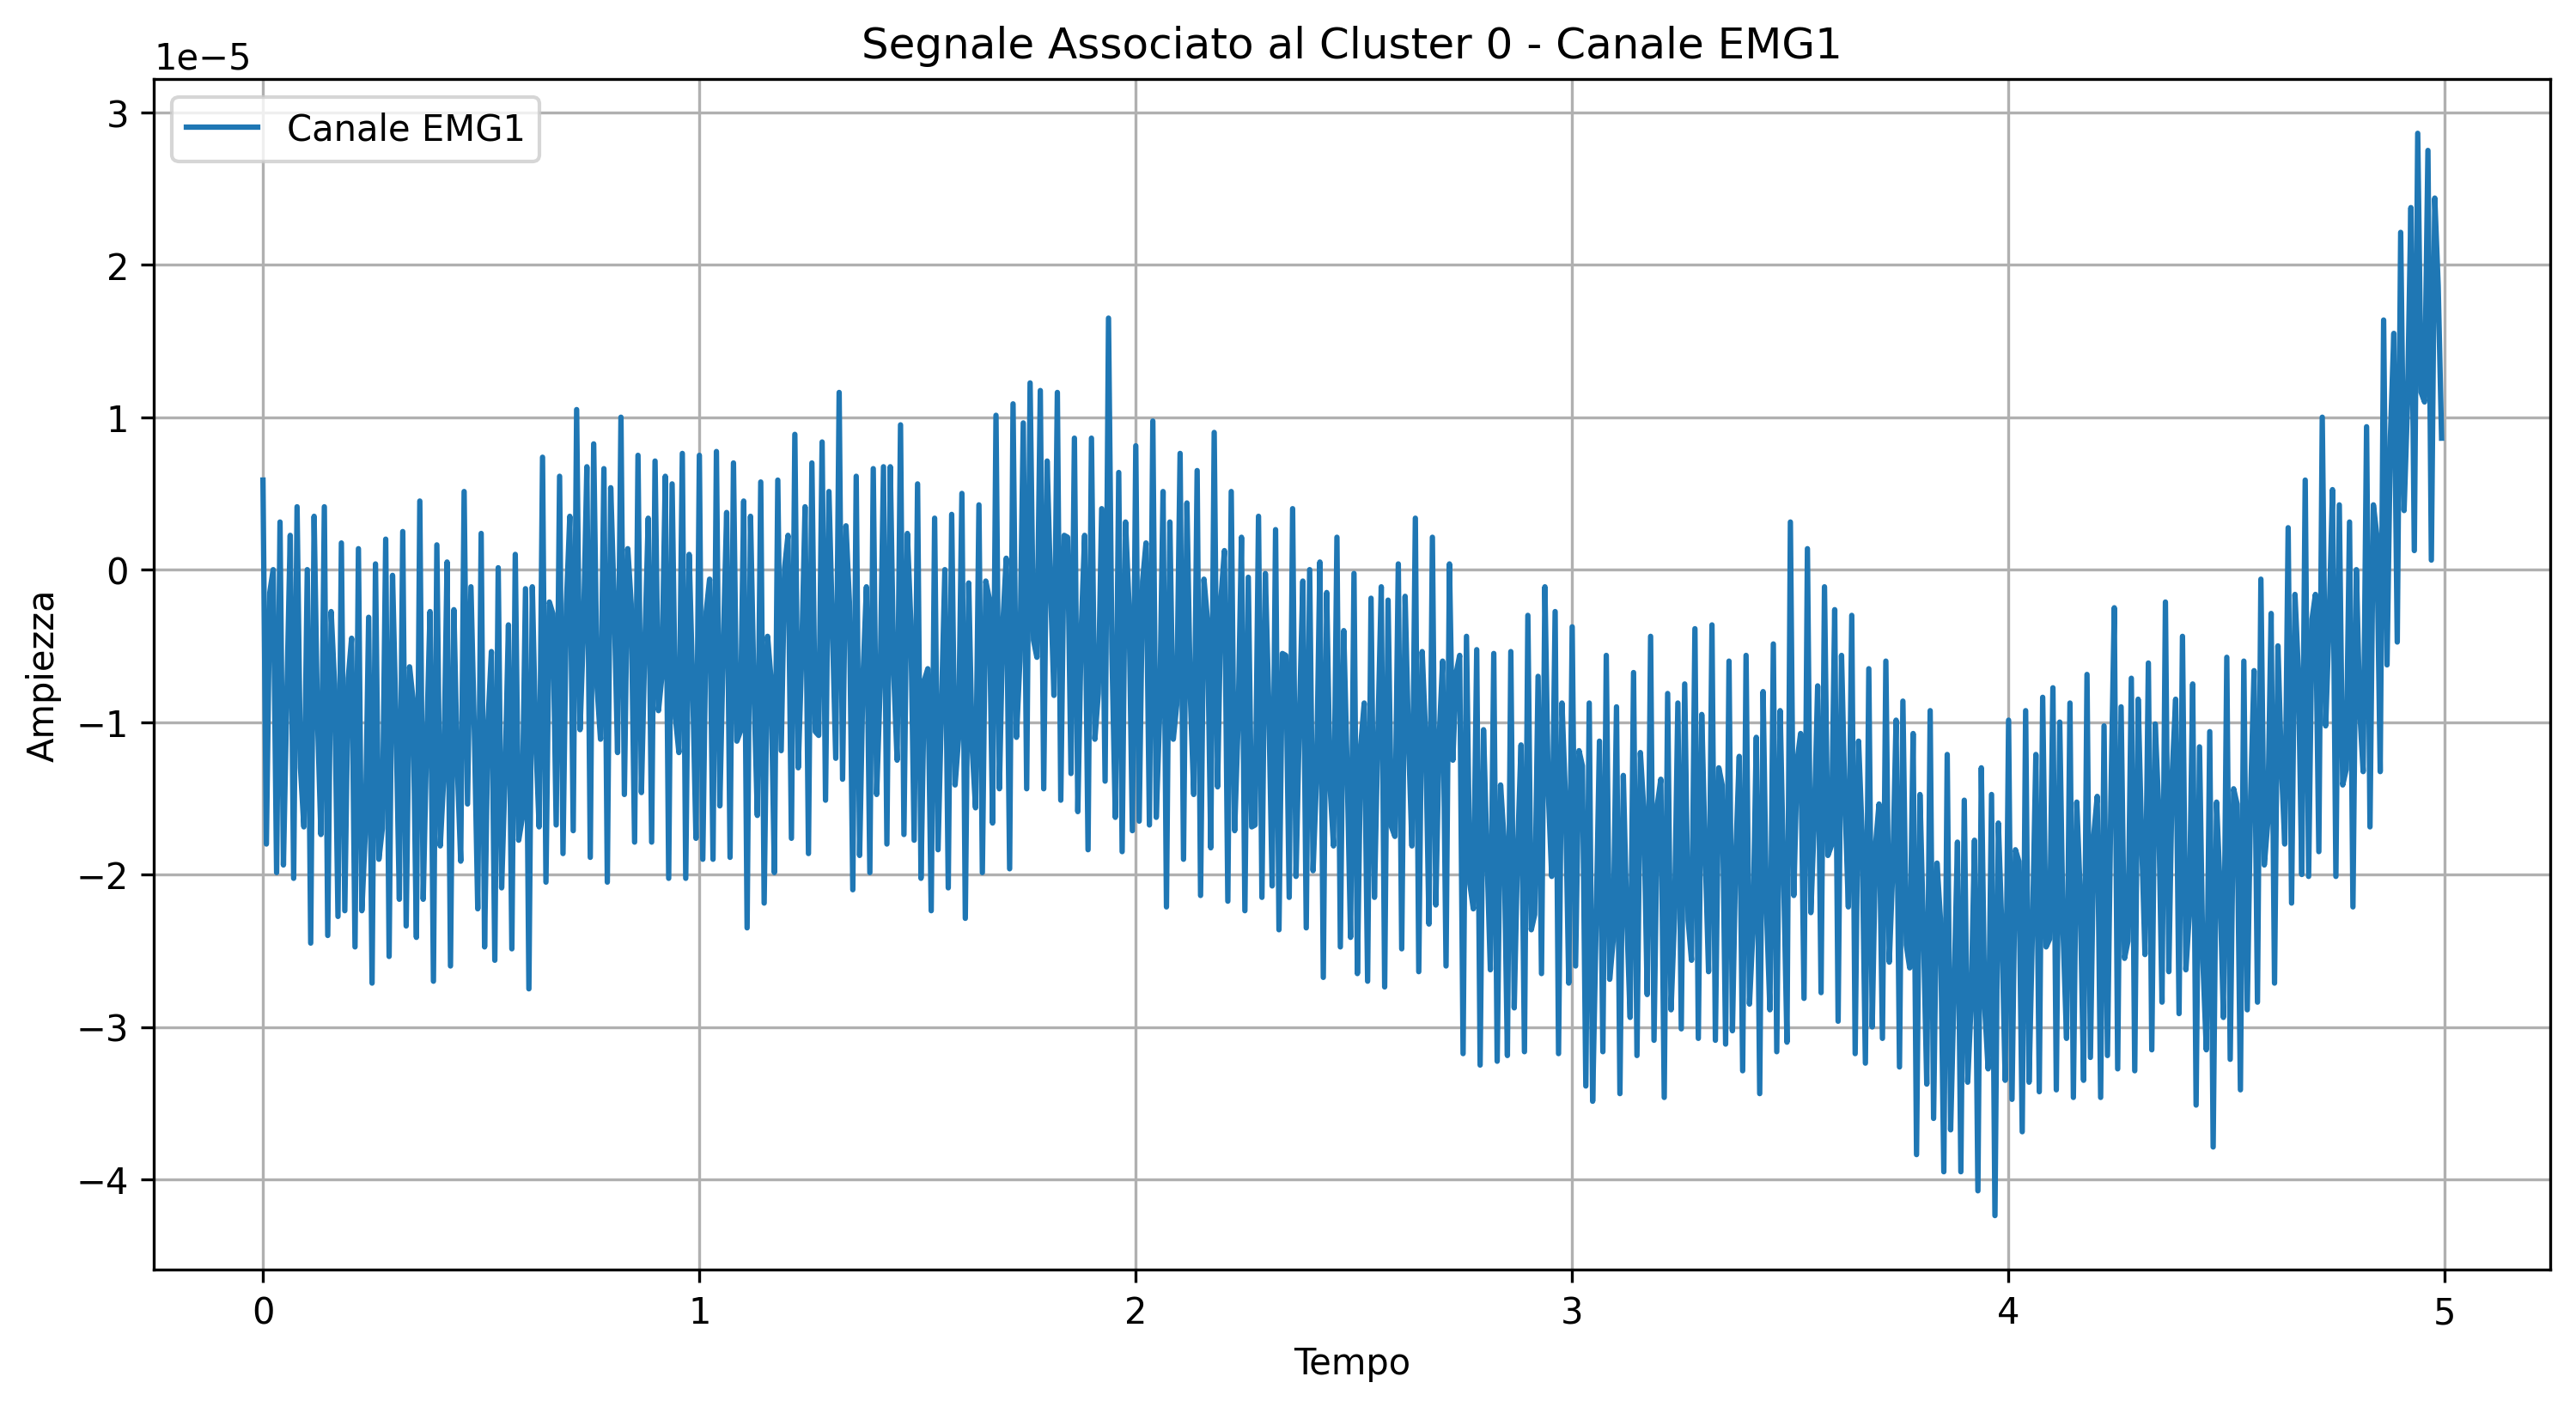 Segnale Associato al Cluster 0 - Canale EMG1
1e−5
Canale EMG1
3
2
1
0
−1
−2
−3
−4
Ampiezza
0 1 2 3 4 5
Tempo